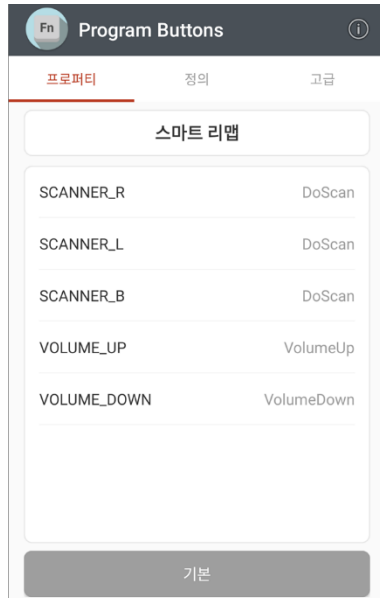 Fn Program Buttons
프로퍼티 정의 고급
스마트 리맵
SCANNER_R DoScan
SCANNER_L DoScan
SCANNER_B DoScan
VOLUME_UP VolumeUp
VOLUME_DOWN VolumeDown
기본